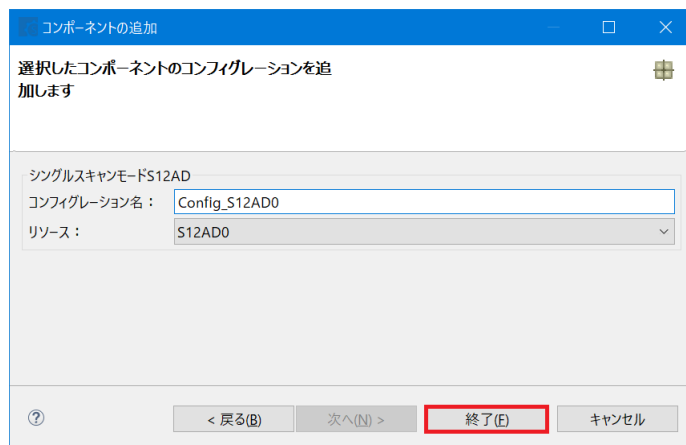 コンポーネントの追加
選択したコンポーネントのコンフィグレーションを追
加します
シングルスキャンモードS12AD
コンフィグレーション名：
Config_S12AD0
リソース：
S12AD0
< 戻る(B)
次へ(N) >
終了(F)
キャンセル